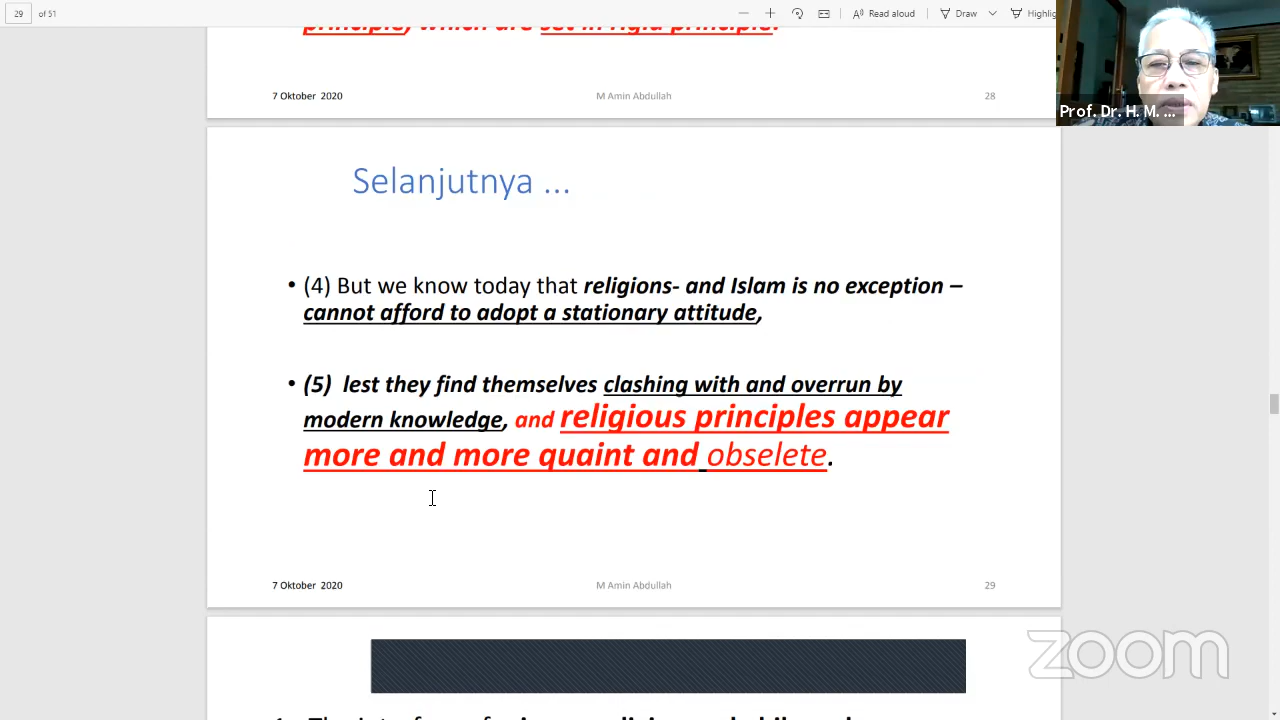 29 of 51
Read aloud
Draw
Highlig
principle, which are set in rigid principle.
7 Oktober 2020 M Amin Abdullah 28
Prof. Dr. H. M. ...
Selanjutnya ...
• (4) But we know today that religions- and Islam is no exception –
cannot afford to adopt a stationary attitude,
• (5) lest they find themselves clashing with and overrun by
modern knowledge, and religious principles appear
more and more quaint and obselete.
7 Oktober 2020 M Amin Abdullah 29
zoom